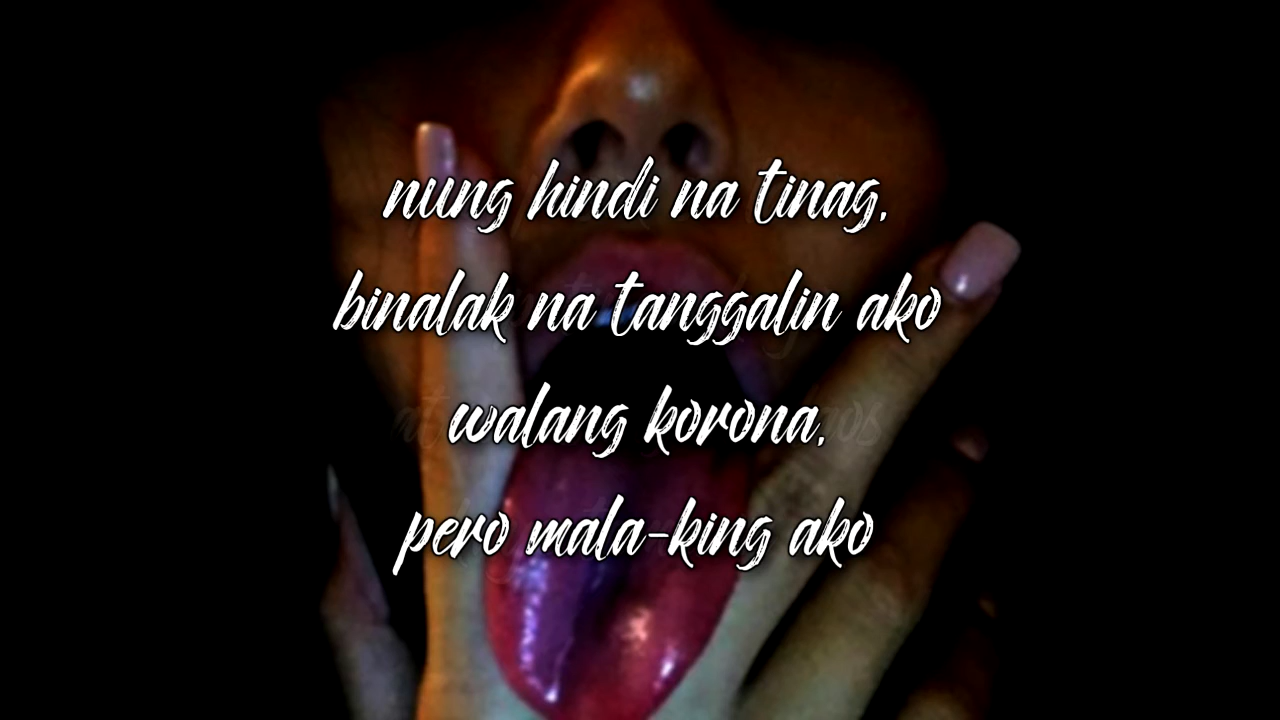 nung hindi na tinag,
binalak na tanggalin ako
walang korona,
pero mala-king ako